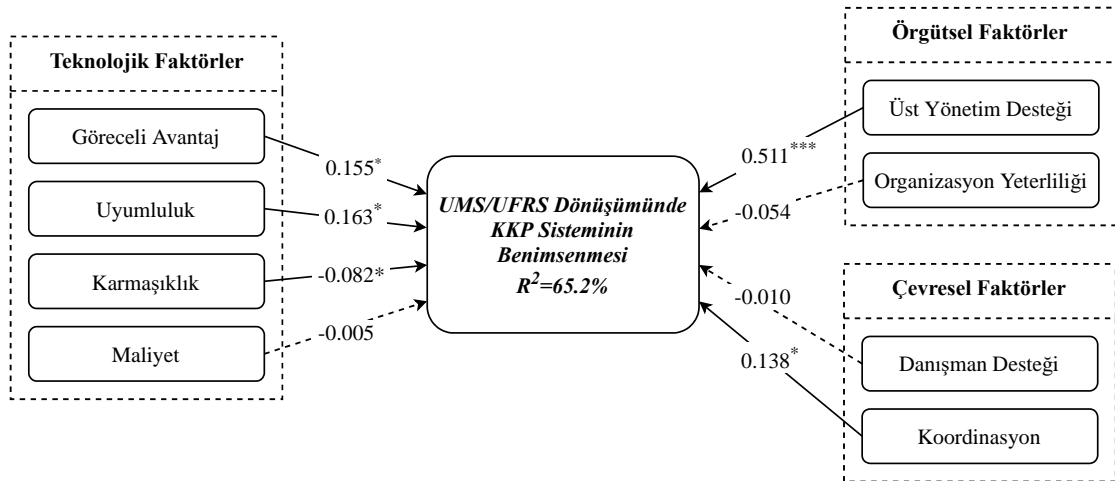 Teknolojik Faktörler
Göreceli Avantaj
Uyumluluk
Karmaşıklık
Maliyet
0.155*
0.163*
-0.082*
-0.005
UMS/UFRS Dönüşümünde
KKP Sisteminin
Benimsenmesi
R²=65.2%
Örgütsel Faktörler
Üst Yönetim Desteği
Organizasyon Yeterliliği
0.511***
-0.054
Çevresel Faktörler
Danışman Desteği
Koordinasyon
-0.010
0.138*